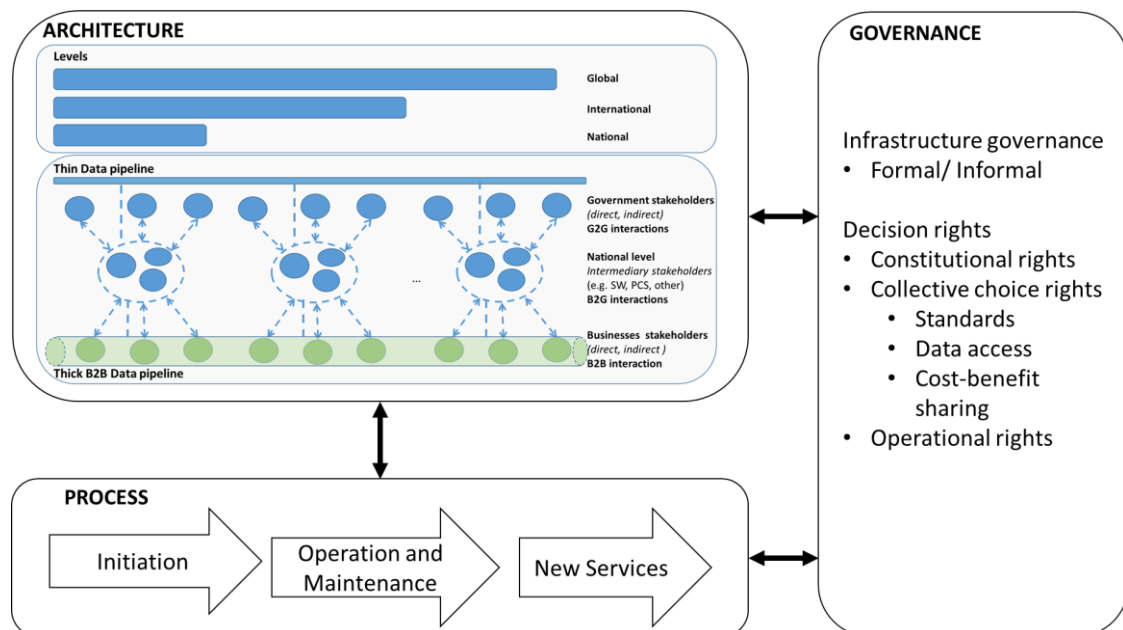 ARCHITECTURE
Levels
Global
International
National
Thin Data pipeline
Government stakeholders
(direct, indirect)
G2G interactions
National level
Intermediary stakeholders
(e.g. SW, PCS, other)
B2G interactions
...
Businesses stakeholders
(direct, indirect )
B2B interaction
Thick B2B Data pipeline
GOVERNANCE
Infrastructure governance
• Formal/ Informal
Decision rights
• Constitutional rights
• Collective choice rights
• Standards
• Data access
• Cost-benefit
sharing
• Operational rights
PROCESS
Initiation
Operation and
Maintenance
New Services